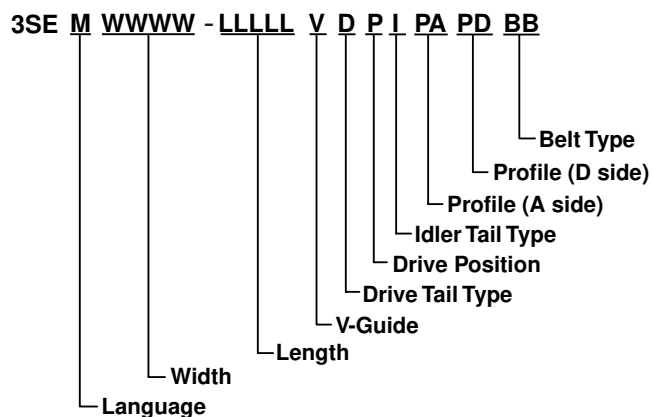 3SE M WWWW - LLLLL V D P I PA PD BB
Belt Type
Profile (D side)
Profile (A side)
Idler Tail Type
Drive Position
Drive Tail Type
V-Guide
Length
Width
Language